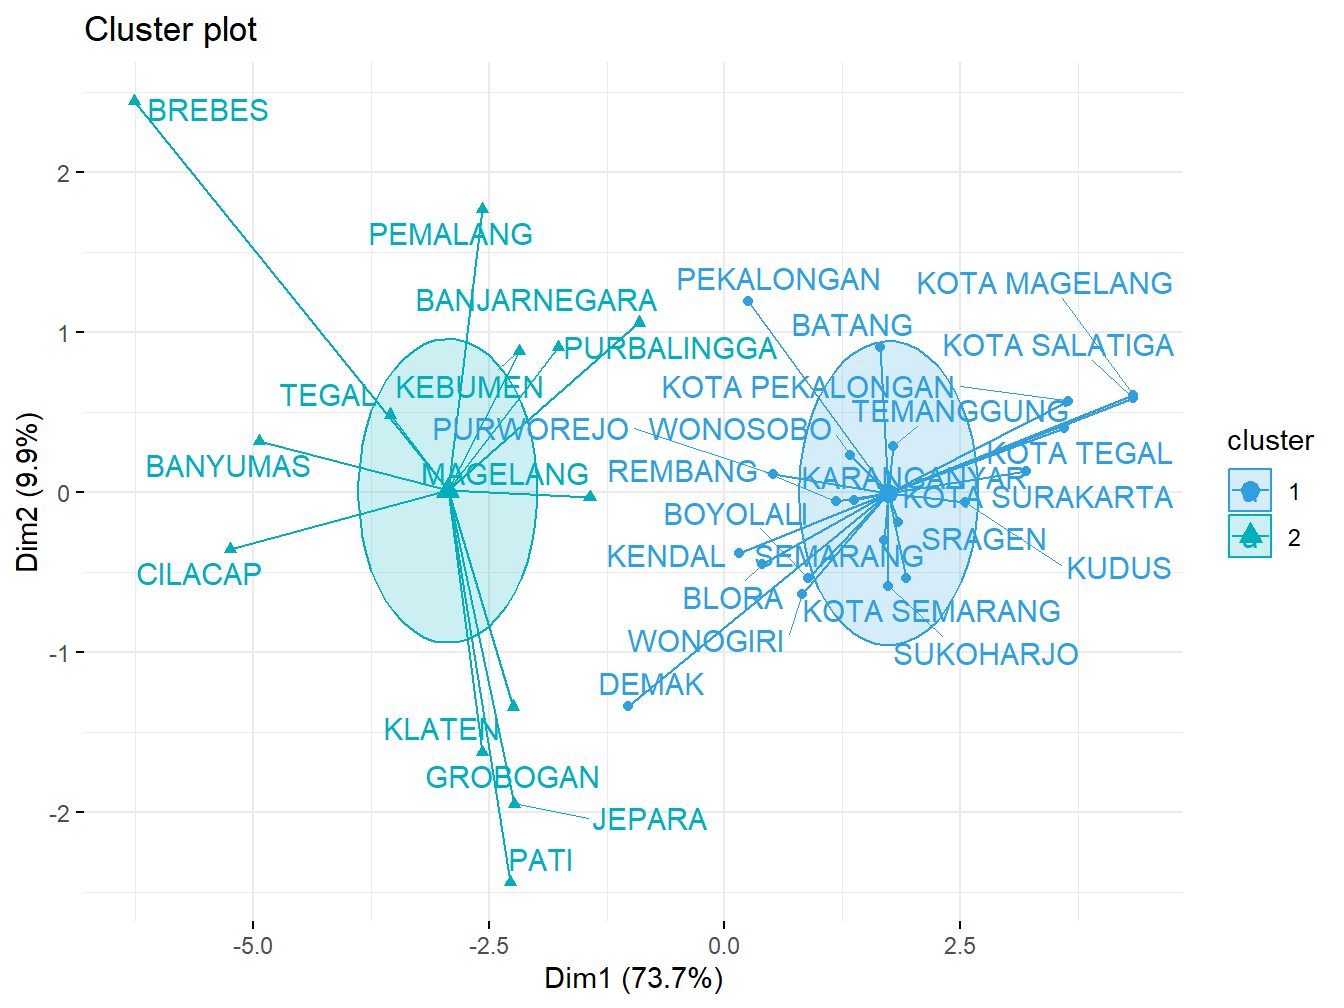 Cluster plot
BREBES
PEMALANG
BANJARNEGARA
PURBALINGGA
KEBUMEN
TEGAL
BANYUMAS
MAGELANG
CILACAP
KLATEN
GROBOGAN
JEPARA
PATI
PEKALONGAN
KOTA MAGELANG
BATANG
KOTA SALATIGA
KOTA PEKALONGAN
TEMANGGUNG
PURWOREJO
WONOSOBO
KOTA TEGAL
REMBANG
KARANGANYAR
KOTA SURAKARTA
BOYOLALI
SRAGEN
KENDAL
SEMARANG
KUDUS
BLORA
KOTA SEMARANG
WONOGIRI
SUKOHARJO
DEMAK
2
1
0
-1
-2
Dim2 (9.9%)
-5.0
-2.5
0.0
2.5
Dim1 (73.7%)
cluster
a 1
a 2